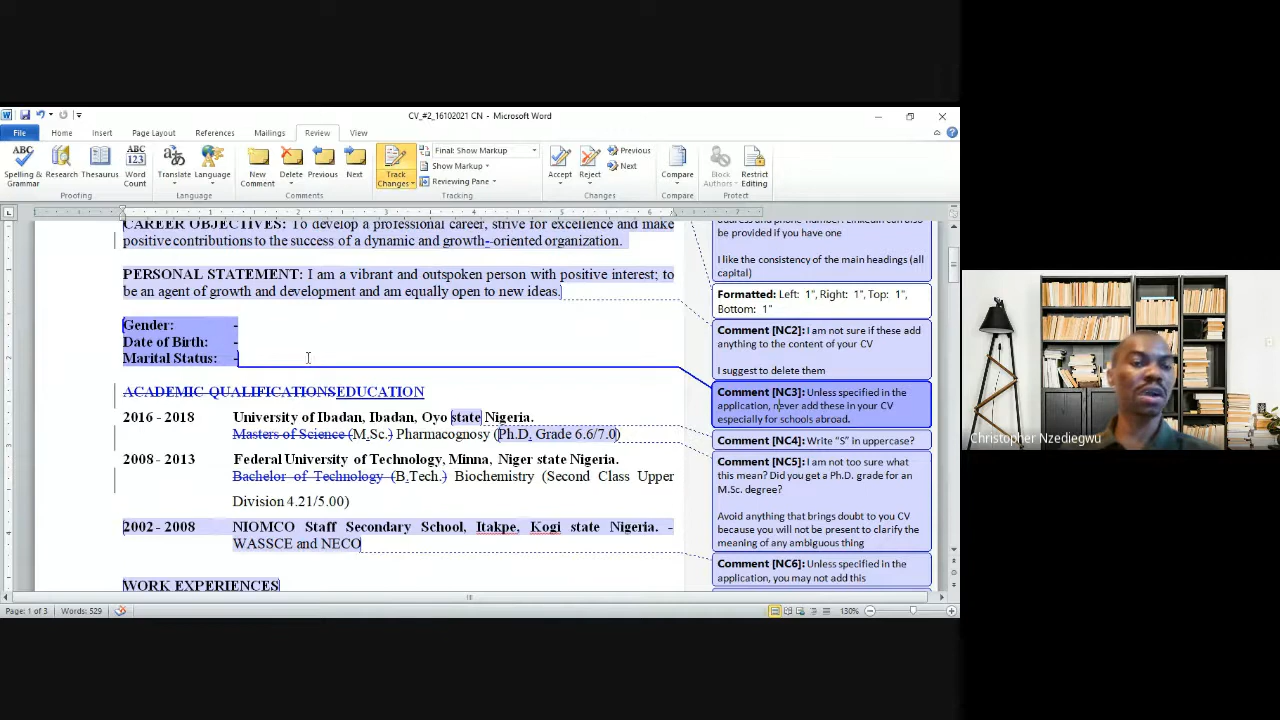 CV_#2_16102021 CN - Microsoft Word
File Home Insert Page Layout References Mailings Review View
Spelling & Grammar Research Thesaurus Word Count
Translate Language
New Comment Delete Previous Next
Track Changes
Final: Show Markup
Show Markup
Reviewing Pane
Accept Reject Previous Next
Compare
Block Authors Restrict Editing
Proofing Language Comments Tracking Changes Compare Protect
CAREER OBJECTIVES: To develop a professional career, strive for excellence and make
positive contributions to the success of a dynamic and growth--oriented organization.
PERSONAL STATEMENT: I am a vibrant and outspoken person with positive interest; to
be an agent of growth and development and am equally open to new ideas.
Gender: -
Date of Birth: -
Marital Status: -
ACADEMIC QUALIFICATIONSEDUCATION
2016 - 2018 University of Ibadan, Ibadan, Oyo state Nigeria.
Masters of Science (M.Sc.) Pharmacognosy (Ph.D. Grade 6.6/7.0)
2008 - 2013 Federal University of Technology, Minna, Niger state Nigeria.
Bachelor of Technology (B.Tech.) Biochemistry (Second Class Upper
Division 4.21/5.00)
2002 - 2008 NIOMCO Staff Secondary School, Itakpe, Kogi state Nigeria. -
WASSCE and NECO
WORK EXPERIENCES
be provided if you have one
I like the consistency of the main headings (all
capital)
Formatted: Left: 1", Right: 1", Top: 1",
Bottom: 1"
Comment [NC2]: I am not sure if these add
anything to the content of your CV
I suggest to delete them
Comment [NC3]: Unless specified in the
application, never add these in your CV
especially for schools abroad.
Comment [NC4]: Write “S” in uppercase?
Comment [NC5]: I am not too sure what
this mean? Did you get a Ph.D. grade for an
M.Sc. degree?
Avoid anything that brings doubt to you CV
because you will not be present to clarify the
meaning of any ambiguous thing
Comment [NC6]: Unless specified in the
application, you may not add this
Page: 1 of 3 Words: 529 130%
Christopher Nzediegwu